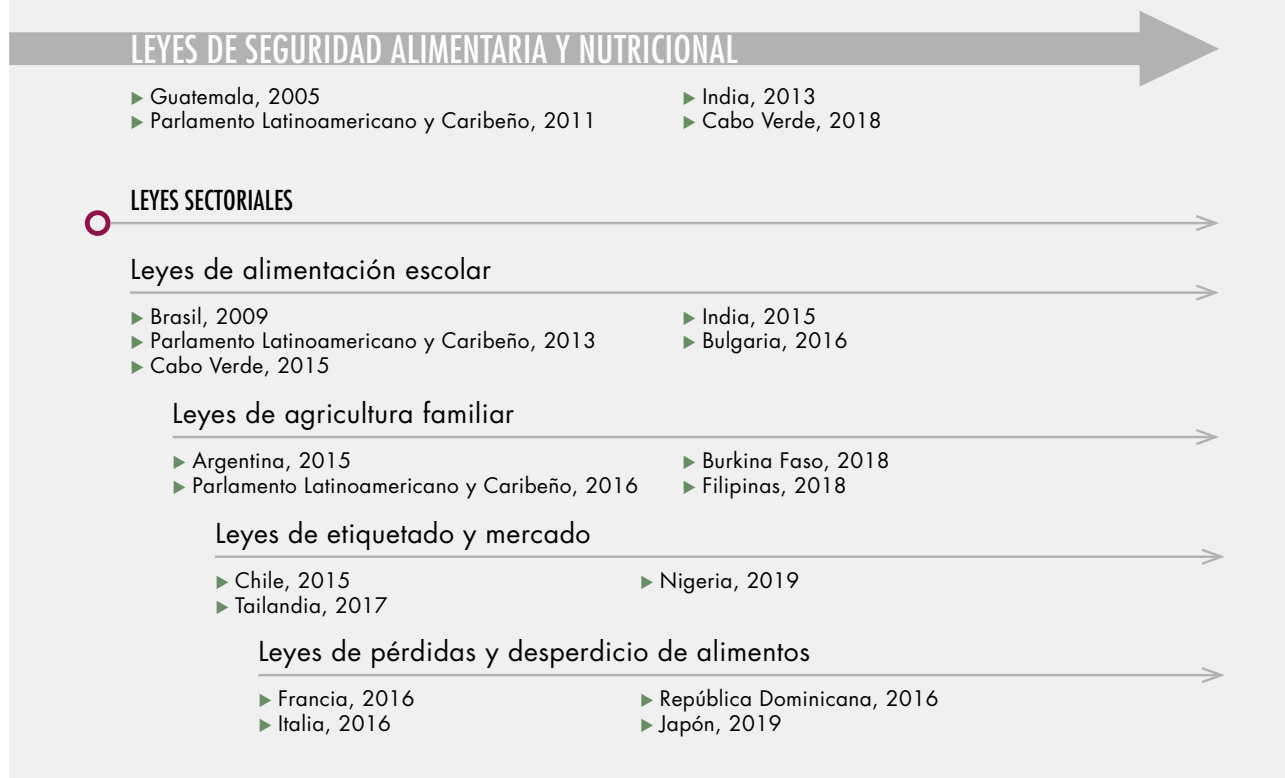 LEYES DE SEGURIDAD ALIMENTARIA Y NUTRICIONAL
Guatemala, 2005
Parlamento Latinoamericano y Caribeño, 2011
India, 2013
Cabo Verde, 2018
LEYES SECTORIALES
Leyes de alimentación escolar
Brasil, 2009
Parlamento Latinoamericano y Caribeño, 2013
Cabo Verde, 2015
India, 2015
Bulgaria, 2016
Leyes de agricultura familiar
Argentina, 2015
Parlamento Latinoamericano y Caribeño, 2016
Burkina Faso, 2018
Filipinas, 2018
Leyes de etiquetado y mercado
Chile, 2015
Tailandia, 2017
Nigeria, 2019
Leyes de pérdidas y desperdicio de alimentos
Francia, 2016
Italia, 2016
República Dominicana, 2016
Japón, 2019